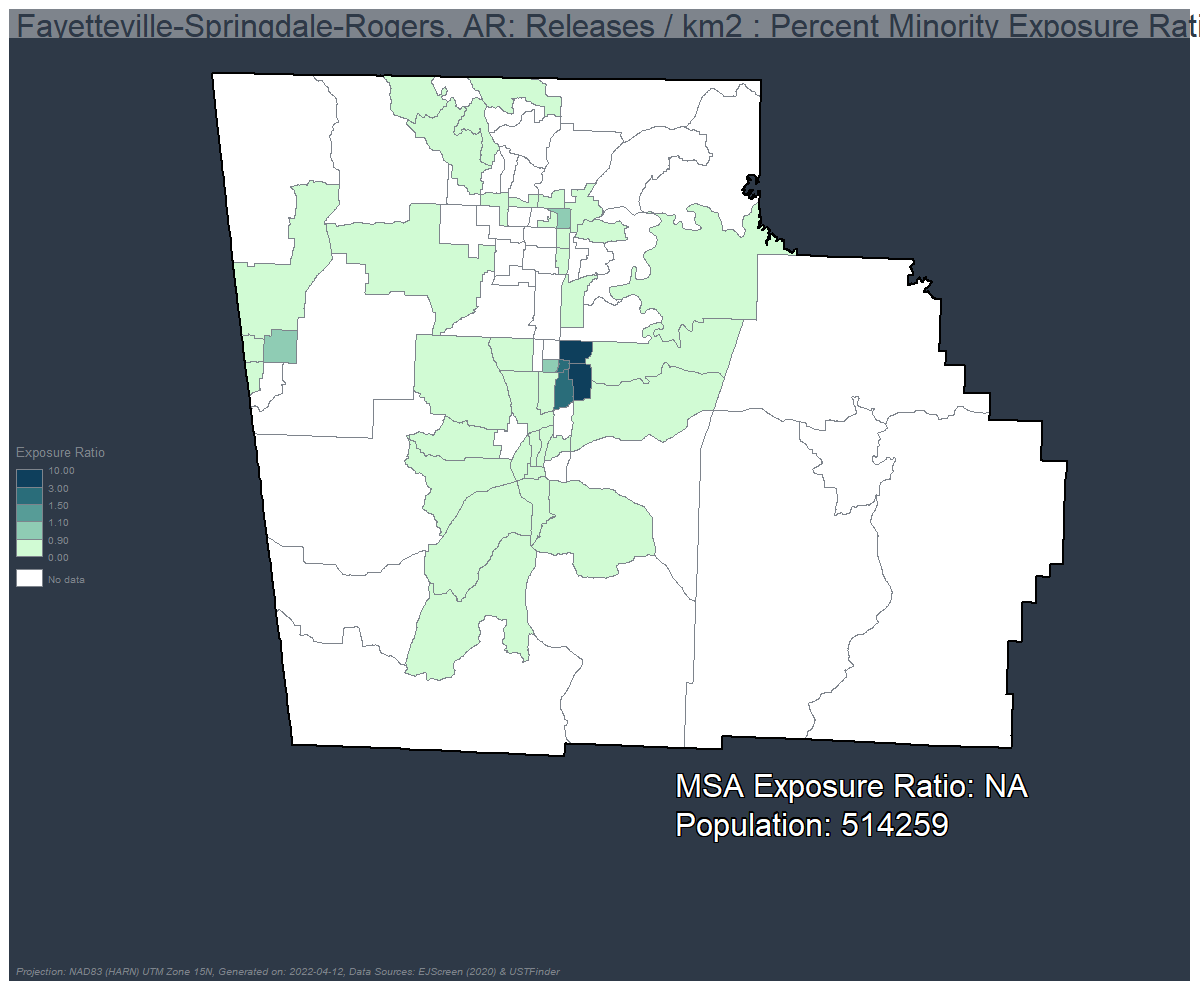 Fayetteville-Springdale-Rogers, AR: Releases / km2 : Percent Minority Exposure Rati
Exposure Ratio
10.00
3.00
1.50
1.10
0.90
0.00
No data
MSA Exposure Ratio: NA
Population: 514259
Projection: NAD83 (HARN) UTM Zone 15N, Generated on: 2022-04-12, Data Sources: EJScreen (2020) & USTFinder